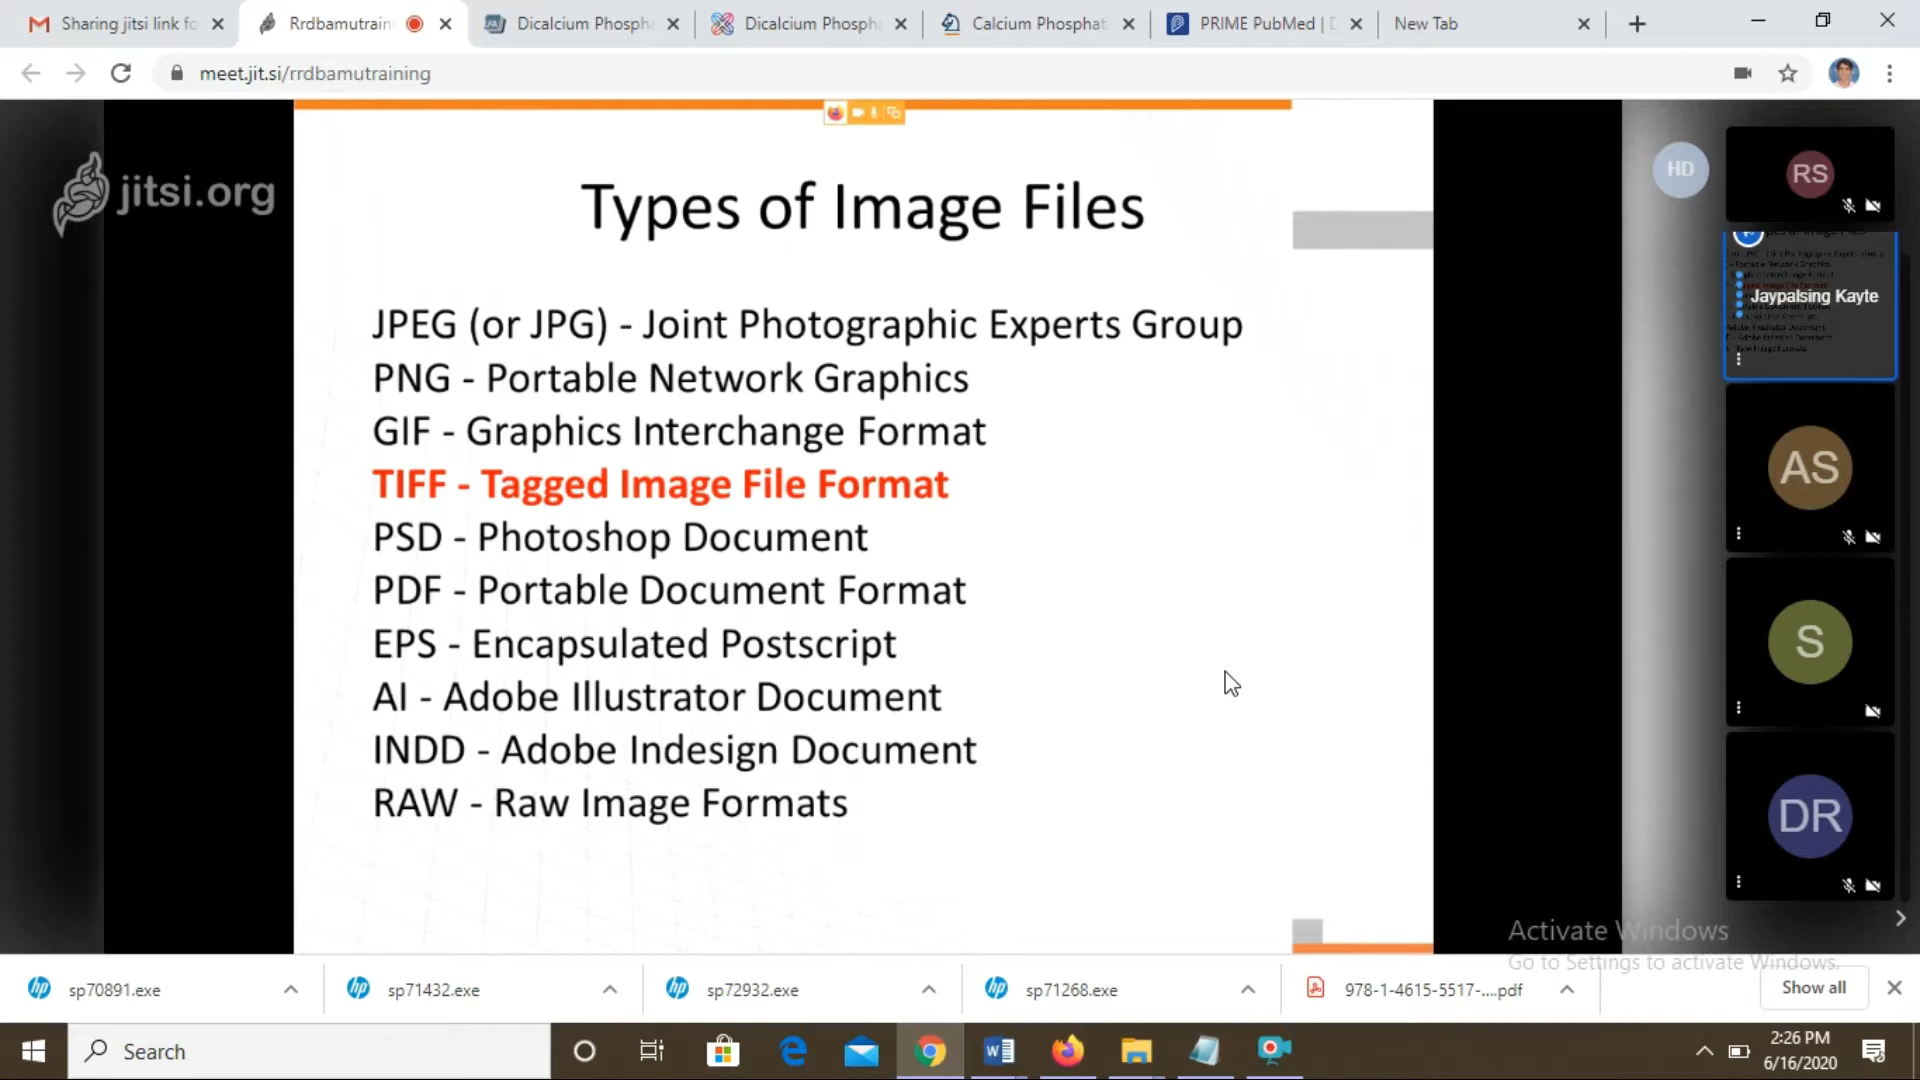 Sharing jitsi link fo
Rrdbamutrain
Dicalcium Phosph
Dicalcium Phosph
Calcium Phosphat
PRIME PubMed | D
New Tab
meet.jit.si/rrdbamutraining
jitsi.org
Types of Image Files
JPEG (or JPG) - Joint Photographic Experts Group
PNG - Portable Network Graphics
GIF - Graphics Interchange Format
TIFF - Tagged Image File Format
PSD - Photoshop Document
PDF - Portable Document Format
EPS - Encapsulated Postscript
AI - Adobe Illustrator Document
INDD - Adobe Indesign Document
RAW - Raw Image Formats
HD
RS
Jaypalsing Kayte
AS
S
DR
Activate Windows
Go to Settings to activate Windows.
sp70891.exe
sp71432.exe
sp72932.exe
sp71268.exe
978-1-4615-5517-....pdf
Show all
Search
2:26 PM
6/16/2020